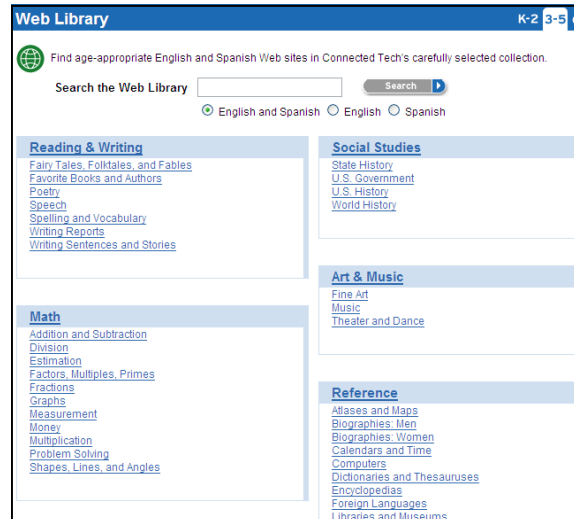 Web Library
K-2 3-5
Find age-appropriate English and Spanish Web sites in Connected Tech's carefully selected collection.
Search the Web Library
Search
English and Spanish English Spanish
Reading & Writing
Fairy Tales, Folktales, and Fables
Favorite Books and Authors
Poetry
Speech
Spelling and Vocabulary
Writing Reports
Writing Sentences and Stories
Math
Addition and Subtraction
Division
Estimation
Factors, Multiples, Primes
Fractions
Graphs
Measurement
Money
Multiplication
Problem Solving
Shapes, Lines, and Angles
Social Studies
State History
U.S. Government
U.S. History
World History
Art & Music
Fine Art
Music
Theater and Dance
Reference
Atlases and Maps
Biographies: Men
Biographies: Women
Calendars and Time
Computers
Dictionaries and Thesauruses
Encyclopedias
Foreign Languages
Libraries and Museums